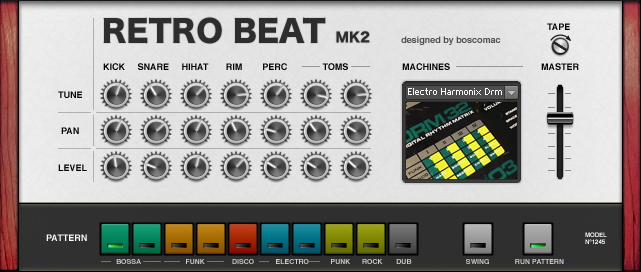 RETRO BEAT MK2
designed by boscomac
TAPE
KICK SNARE HIHAT RIM PERC TOMS
MACHINES
MASTER
TUNE
PAN
LEVEL
Electro Harmonix Drm
DRM 32
DIGITAL RHYTHM MATRIX
PATTERN
BOSSA FUNK DISCO ELECTRO PUNK ROCK DUB
SWING
RUN PATTERN
MODEL
N°1245